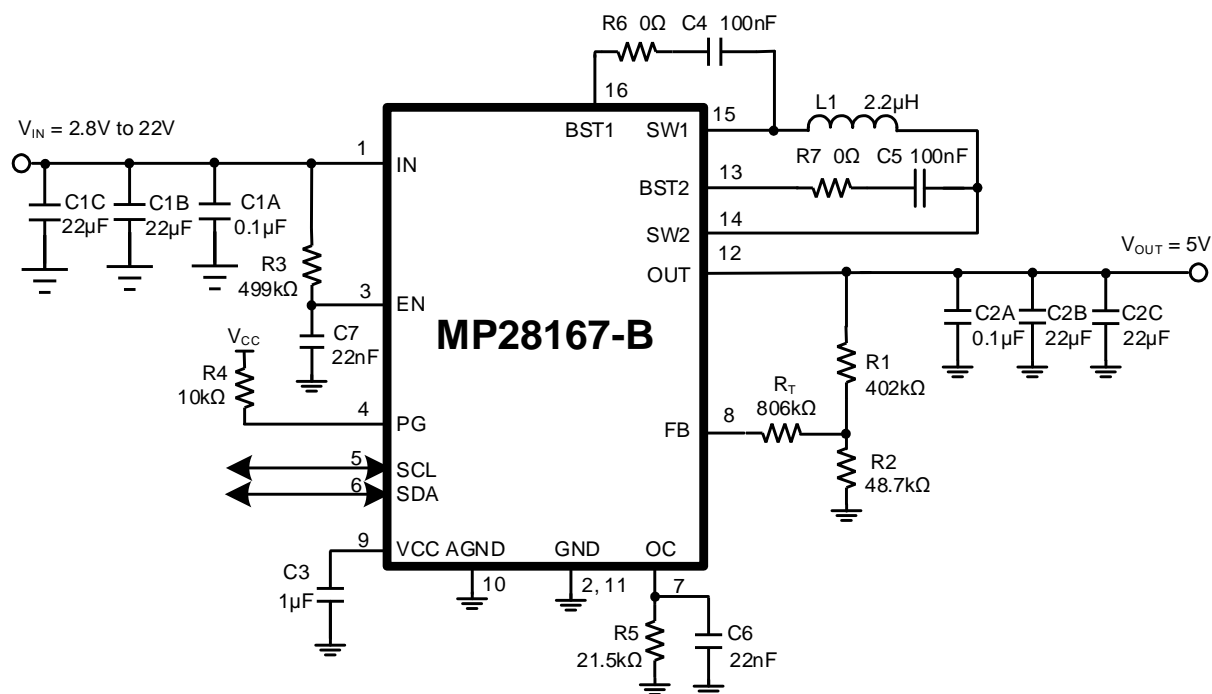 R6 0Ω C4 100nF
16
L1 2.2µH
V_IN = 2.8V to 22V
BST1
SW1
15
1
IN
R7 0Ω C5 100nF
BST2
13
C1C
22µF
C1B
22µF
C1A
0.1µF
SW2
14
R3
499kΩ
OUT
12
V_OUT = 5V
3
EN
C7
22nF
MP28167-B
C2A
0.1µF
C2B
22µF
C2C
22µF
V_CC
R4
10kΩ
R1
402kΩ
R_T
806kΩ
4
PG
FB
8
5
SCL
6
SDA
R2
48.7kΩ
9
VCC
AGND
GND
OC
10
2, 11
7
C3
1µF
R5
21.5kΩ
C6
22nF